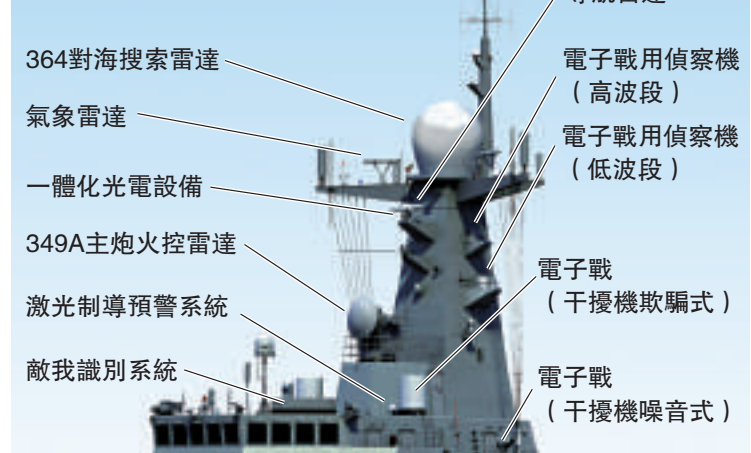 364對海搜索雷達
氣象雷達
一體化光電設備
349A主炮火控雷達
激光制導預警系統
敵我識別系統
電子戰用偵察機
（高波段）
電子戰用偵察機
（低波段）
電子戰
（干擾機欺騙式）
電子戰
（干擾機噪音式）